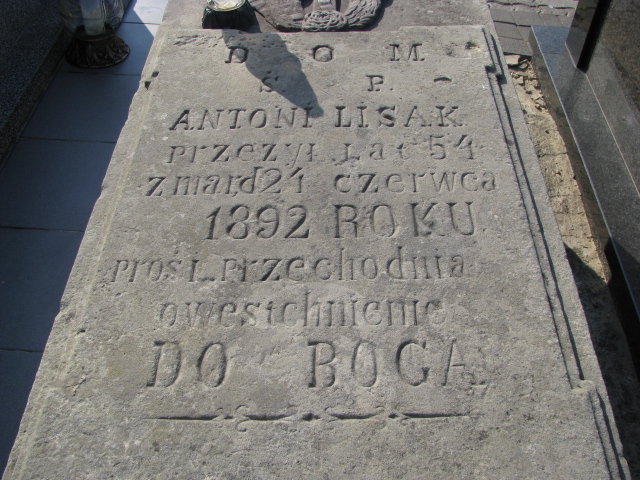 D O M
S. P.
ANTONI LISAK
przezył lat 54
zmarł d 21 czerwca
1892 ROKU
prosi przechodnia
o westchnienie
DO BOGA